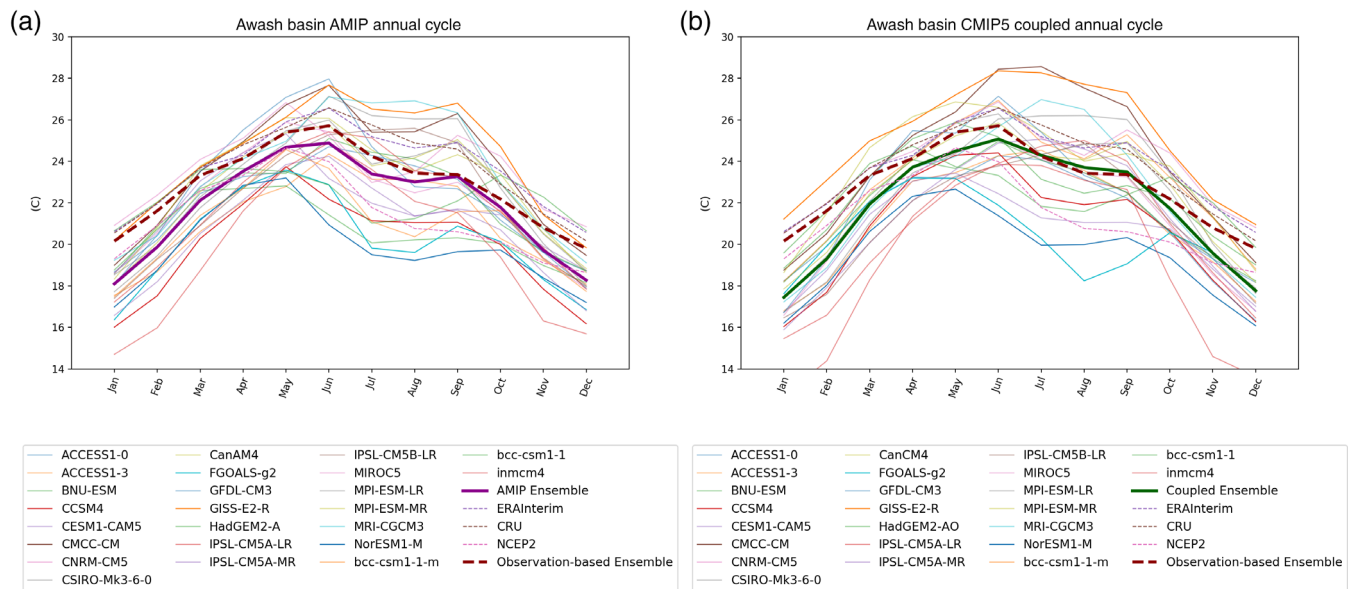 (a)
Awash basin AMIP annual cycle
30
28
26
24
22
20
18
16
14
(C)
Jan
Feb
Mar
Apr
May
Jun
Jul
Aug
Sep
Oct
Nov
Dec
ACCESS1-0
ACCESS1-3
BNU-ESM
CCSM4
CESM1-CAM5
CMCC-CM
CNRM-CM5
CSIRO-Mk3-6-0
CanAM4
FGOALS-g2
GFDL-CM3
GISS-E2-R
HadGEM2-A
IPSL-CM5A-LR
IPSL-CM5A-MR
IPSL-CM5B-LR
MIROC5
MPI-ESM-LR
MPI-ESM-MR
MRI-CGCM3
NorESM1-M
bcc-csm1-1-m
bcc-csm1-1
inmcm4
AMIP Ensemble
ERAInterim
CRU
NCEP2
Observation-based Ensemble
(b)
Awash basin CMIP5 coupled annual cycle
30
28
26
24
22
20
18
16
14
(C)
Jan
Feb
Mar
Apr
May
Jun
Jul
Aug
Sep
Oct
Nov
Dec
ACCESS1-0
ACCESS1-3
BNU-ESM
CCSM4
CESM1-CAM5
CMCC-CM
CNRM-CM5
CSIRO-Mk3-6-0
CanCM4
FGOALS-g2
GFDL-CM3
GISS-E2-R
HadGEM2-AO
IPSL-CM5A-LR
IPSL-CM5A-MR
IPSL-CM5B-LR
MIROC5
MPI-ESM-LR
MPI-ESM-MR
MRI-CGCM3
NorESM1-M
bcc-csm1-1-m
bcc-csm1-1
inmcm4
Coupled Ensemble
ERAInterim
CRU
NCEP2
Observation-based Ensemble